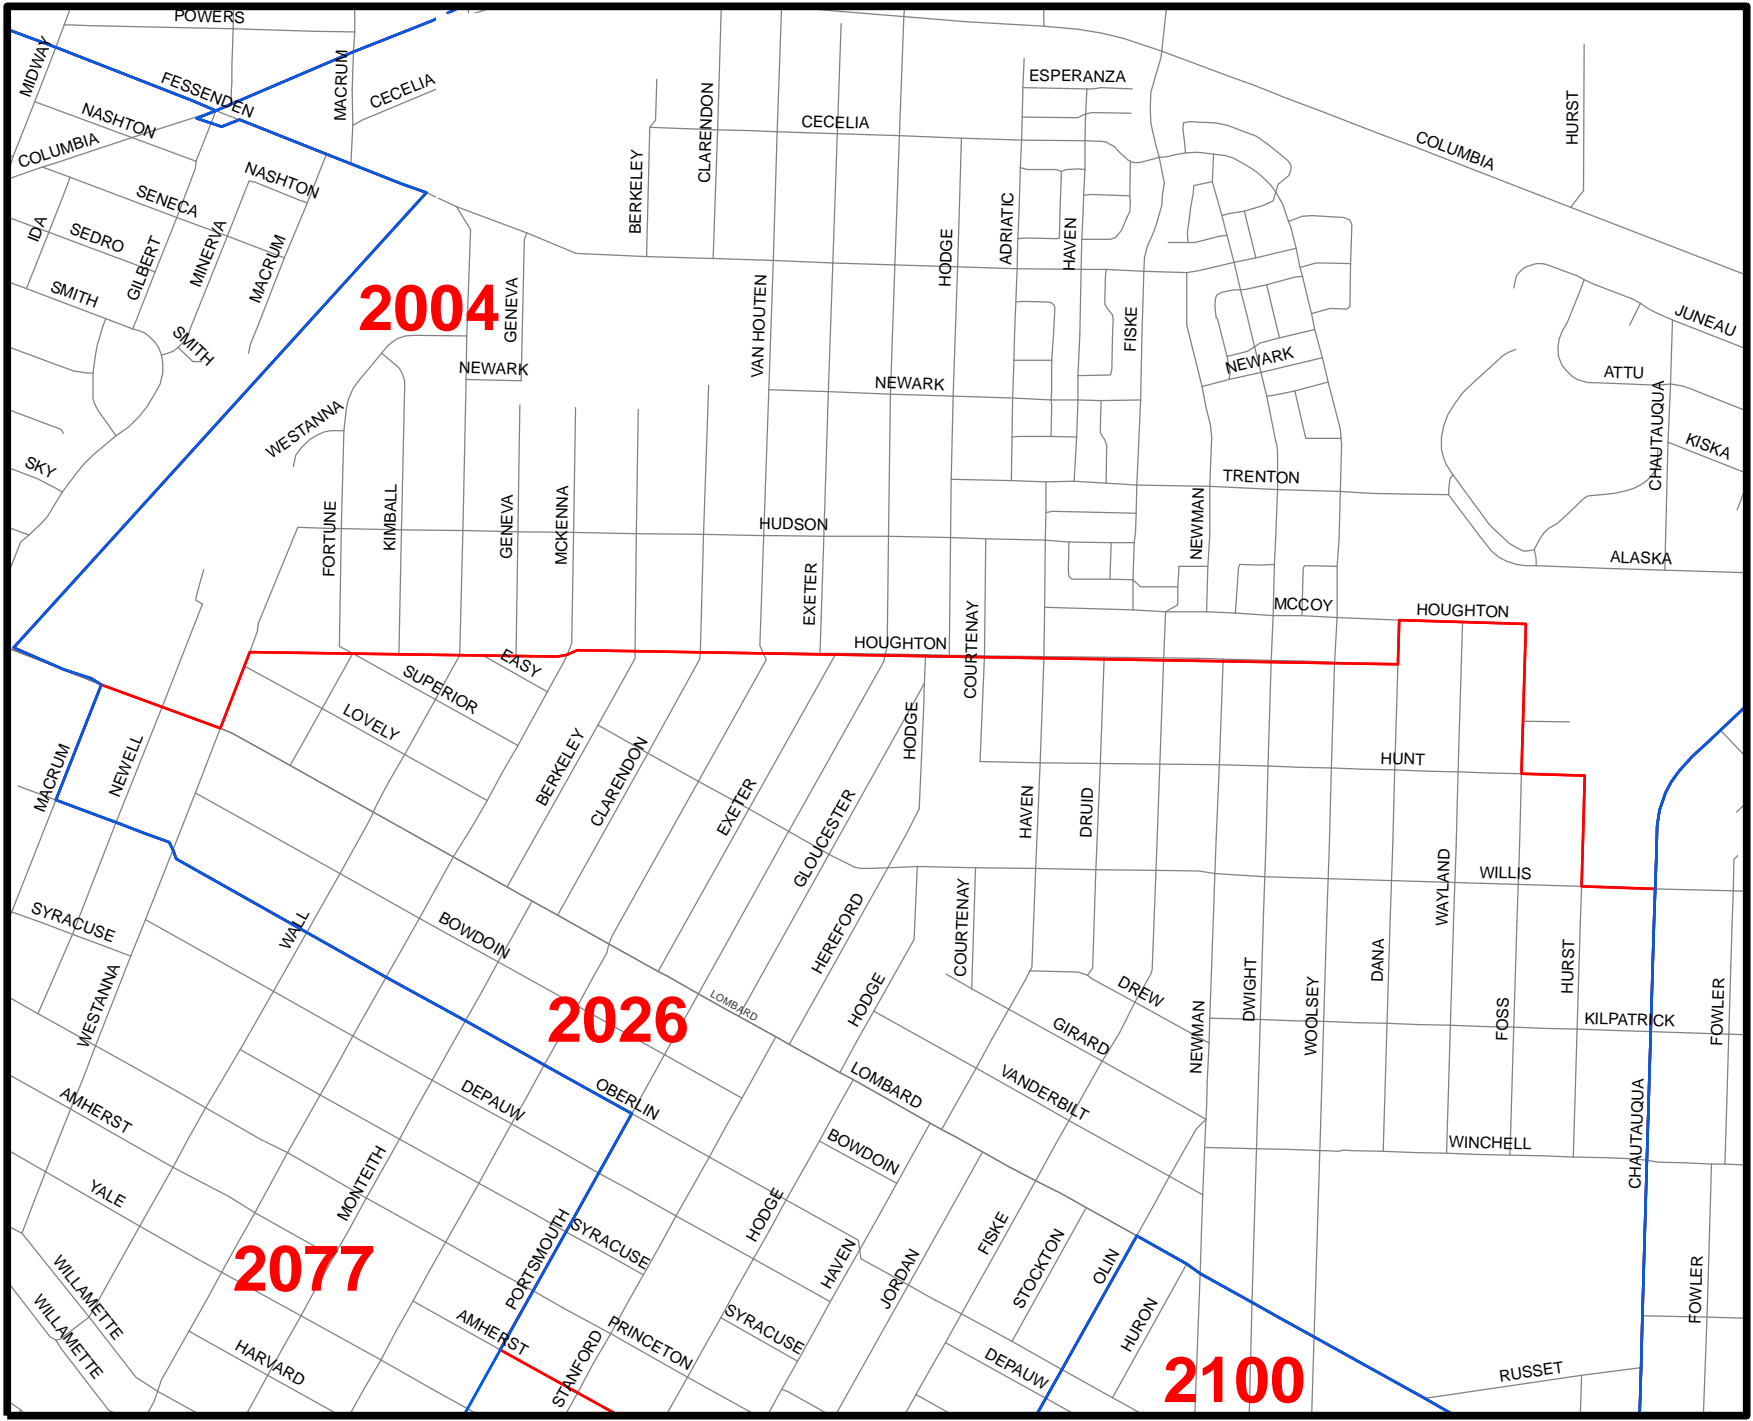 POWERS
MIDWAY
FESSENDEN
MACRUM
CECELIA
CLARENDON
ESPERANZA
HURST
NASHTON
COLUMBIA
CECELIA
COLUMBIA
NASHTON
SENECA
BERKELEY
ADRIATIC
HAVEN
HODGE
IDA
SEDRO
GILBERT
MINERVA
MACRUM
SMITH
SMITH
2004
GENEVA
VAN HOUTEN
FISKE
JUNEAU
NEWARK
NEWARK
NEWARK
ATTU
CHAUTAUQUA
WESTANNA
KISKA
SKY
TRENTON
FORTUNE
KIMBALL
GENEVA
MCKENNA
HUDSON
NEWMAN
ALASKA
EXETER
COURTENAY
MCCOY
HOUGHTON
HOUGHTON
EASY
SUPERIOR
LOVELY
HODGE
MACRUM
NEWELL
BERKELEY
CLARENDON
EXETER
GLOUCESTER
HUNT
HAVEN
DRUID
WILLIS
WAYLAND
SYRACUSE
WALL
BOWDOIN
HEREFORD
COURTENAY
DANA
HURST
WESTANNA
2026
LOMBARD
HODGE
DREW
GIRARD
NEWMAN
DWIGHT
WOOLSEY
FOSS
KILPATRICK
FOWLER
AMHERST
DEPAUW
OBERLIN
LOMBARD
VANDERBILT
CHAUTAUQUA
WINCHELL
BOWDOIN
YALE
MONTEITH
HODGE
2077
PORTSMOUTH
SYRACUSE
HAVEN
JORDAN
FISKE
STOCKTON
OLIN
WILLAMETTE
WILLAMETTE
HARVARD
AMHERST
STANFORD
PRINCETON
SYRACUSE
DEPAUW
HURON
2100
RUSSET
FOWLER